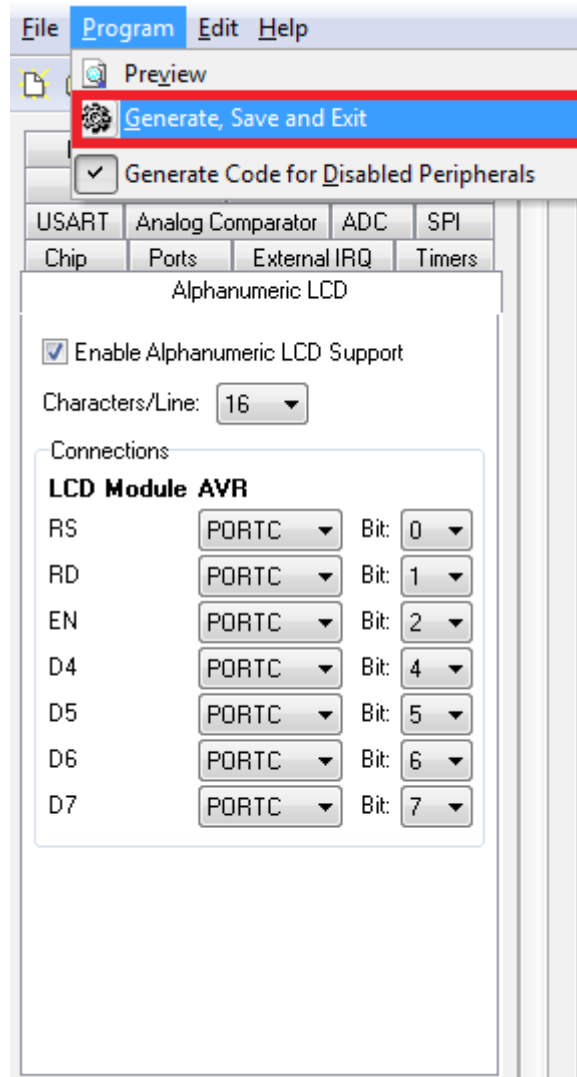 File Program Edit Help
Preview
Generate, Save and Exit
Generate Code for Disabled Peripherals
USART Analog Comparator ADC SPI
Chip Ports External IRQ Timers
Alphanumeric LCD
Enable Alphanumeric LCD Support
Characters/Line: 16
Connections
LCD Module AVR
RS PORTC Bit: 0
RD PORTC Bit: 1
EN PORTC Bit: 2
D4 PORTC Bit: 4
D5 PORTC Bit: 5
D6 PORTC Bit: 6
D7 PORTC Bit: 7